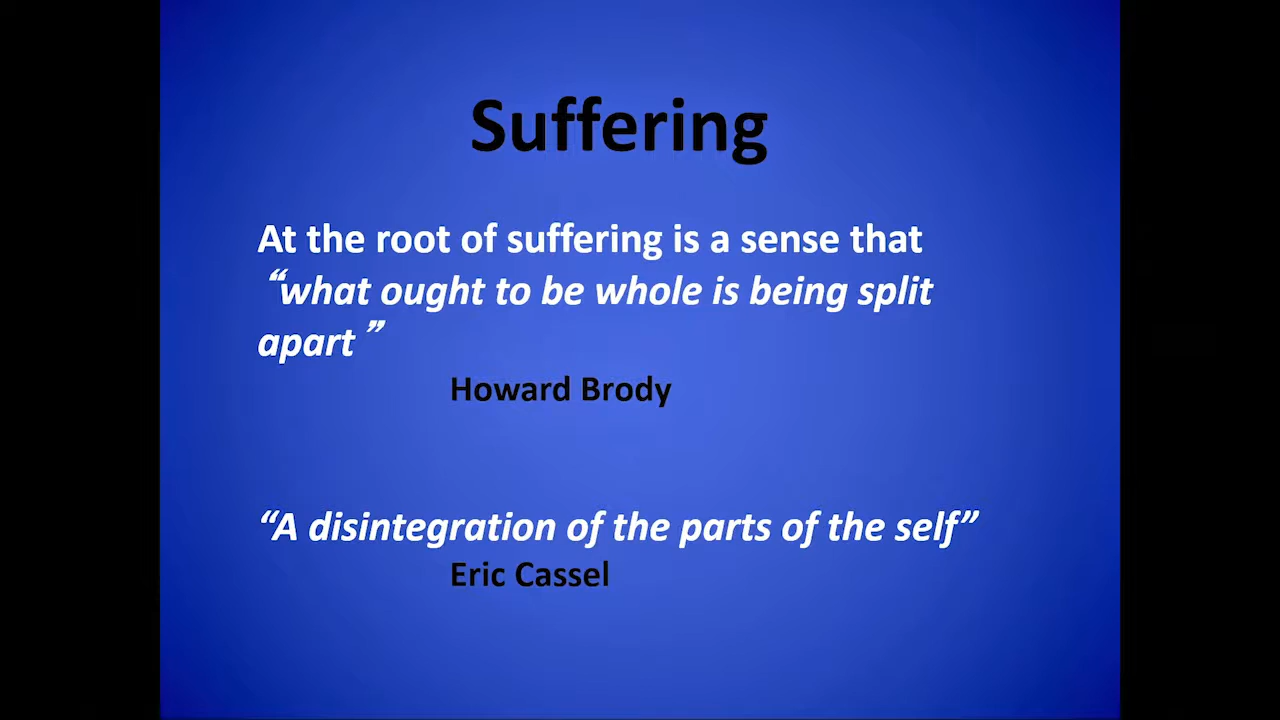 Suffering
At the root of suffering is a sense that
“what ought to be whole is being split
apart ”
Howard Brody
“A disintegration of the parts of the self”
Eric Cassel